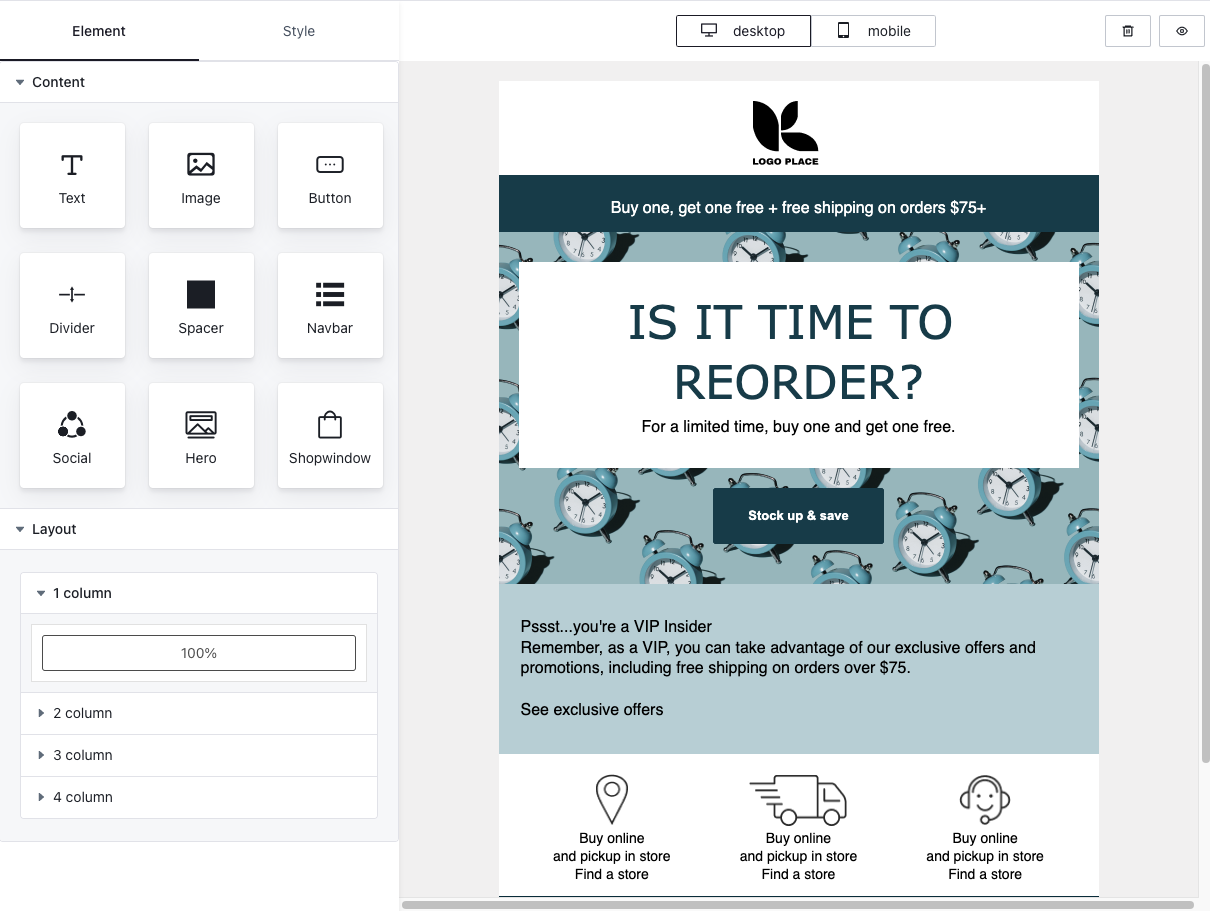 Element
Style
desktop
mobile
Content
Text
Image
Button
Divider
Spacer
Navbar
Social
Hero
Shopwindow
Layout
1 column
100%
2 column
3 column
4 column
LOGO PLACE
Buy one, get one free + free shipping on orders $75+
IS IT TIME TO
REORDER?
For a limited time, buy one and get one free.
Stock up & save
Pssst...you're a VIP Insider
Remember, as a VIP, you can take advantage of our exclusive offers and
promotions, including free shipping on orders over $75.
See exclusive offers
Buy online
and pickup in store
Find a store
Buy online
and pickup in store
Find a store
Buy online
and pickup in store
Find a store